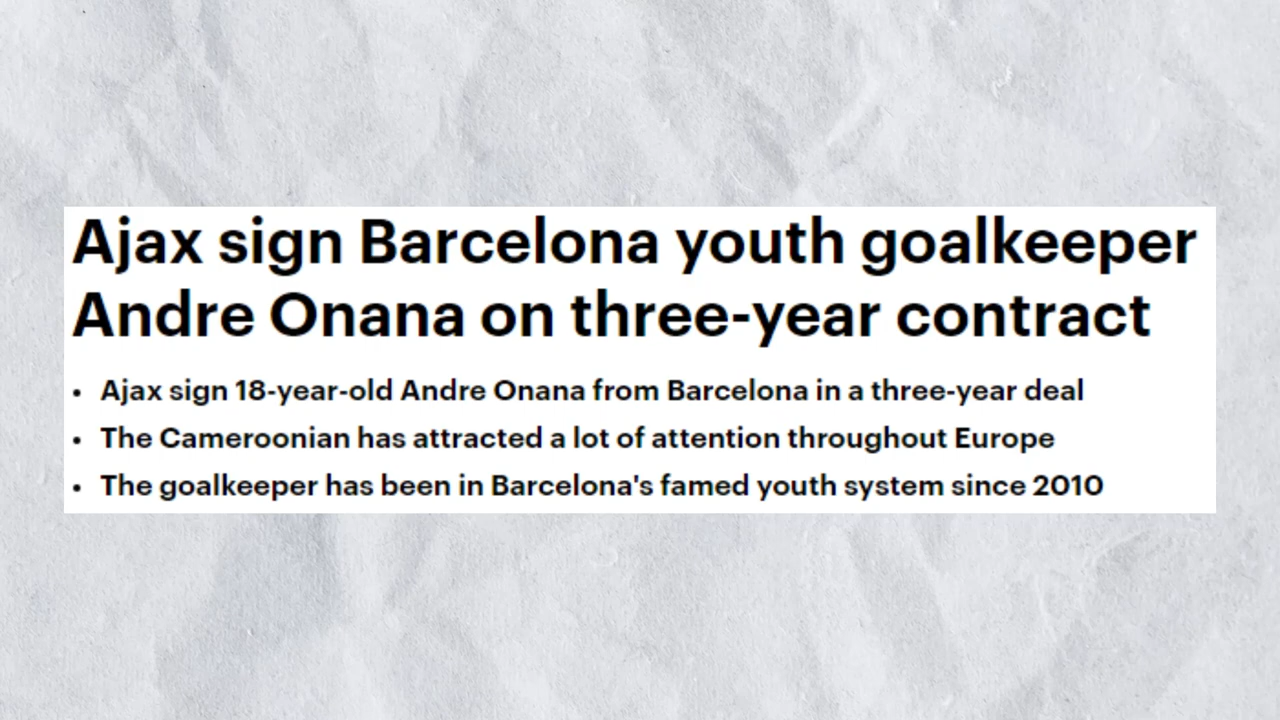 Ajax sign Barcelona youth goalkeeper
Andre Onana on three-year contract
• Ajax sign 18-year-old Andre Onana from Barcelona in a three-year deal
• The Cameroonian has attracted a lot of attention throughout Europe
• The goalkeeper has been in Barcelona's famed youth system since 2010